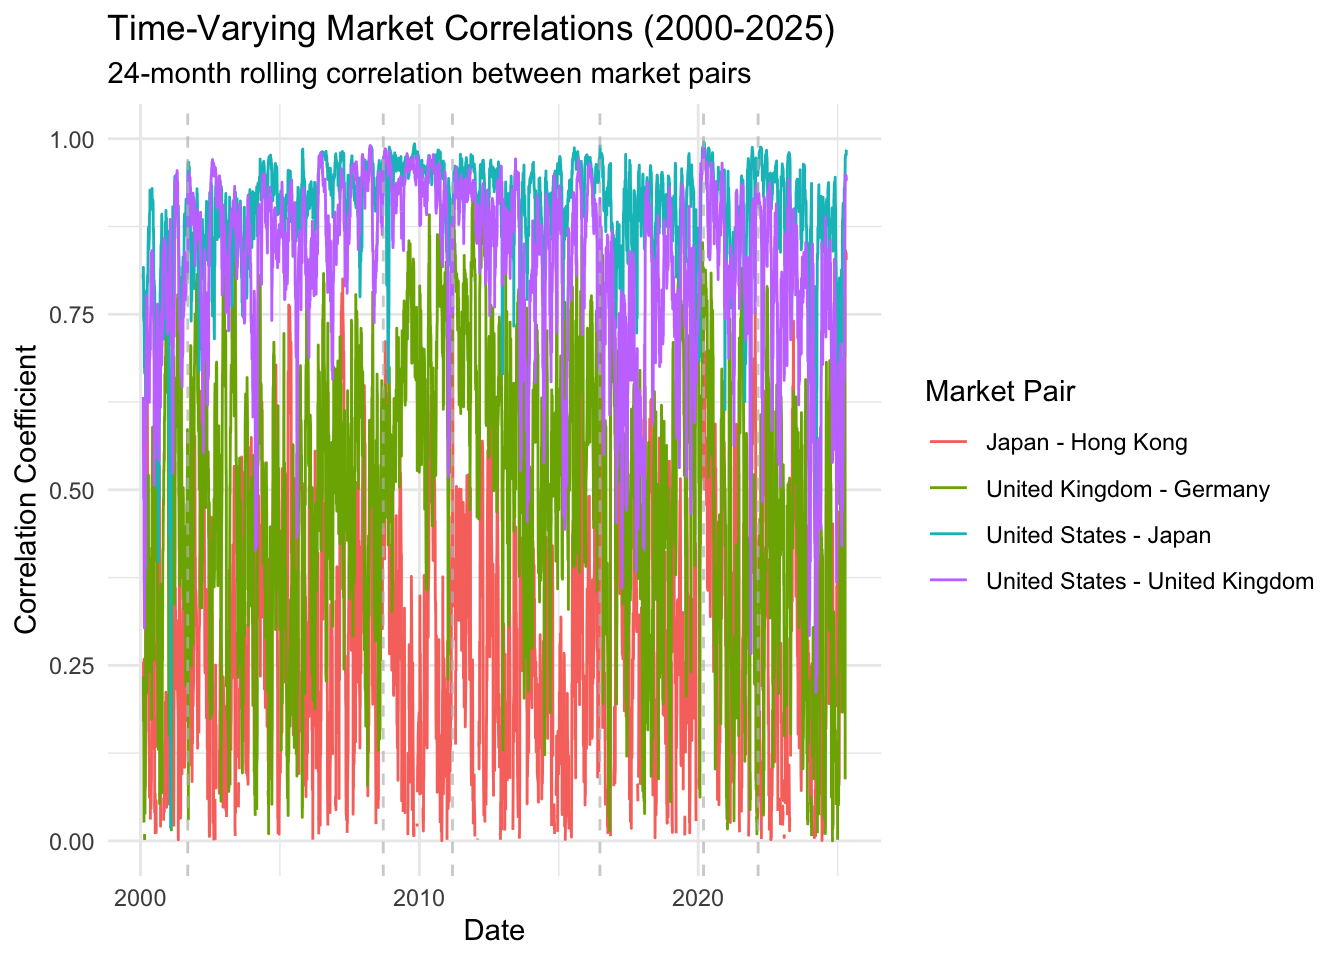 Time-Varying Market Correlations (2000-2025)
24-month rolling correlation between market pairs
1.00
0.75
0.50
0.25
0.00
Correlation Coefficient
2000
2010
2020
Date
Market Pair
Japan - Hong Kong
United Kingdom - Germany
United States - Japan
United States - United Kingdom